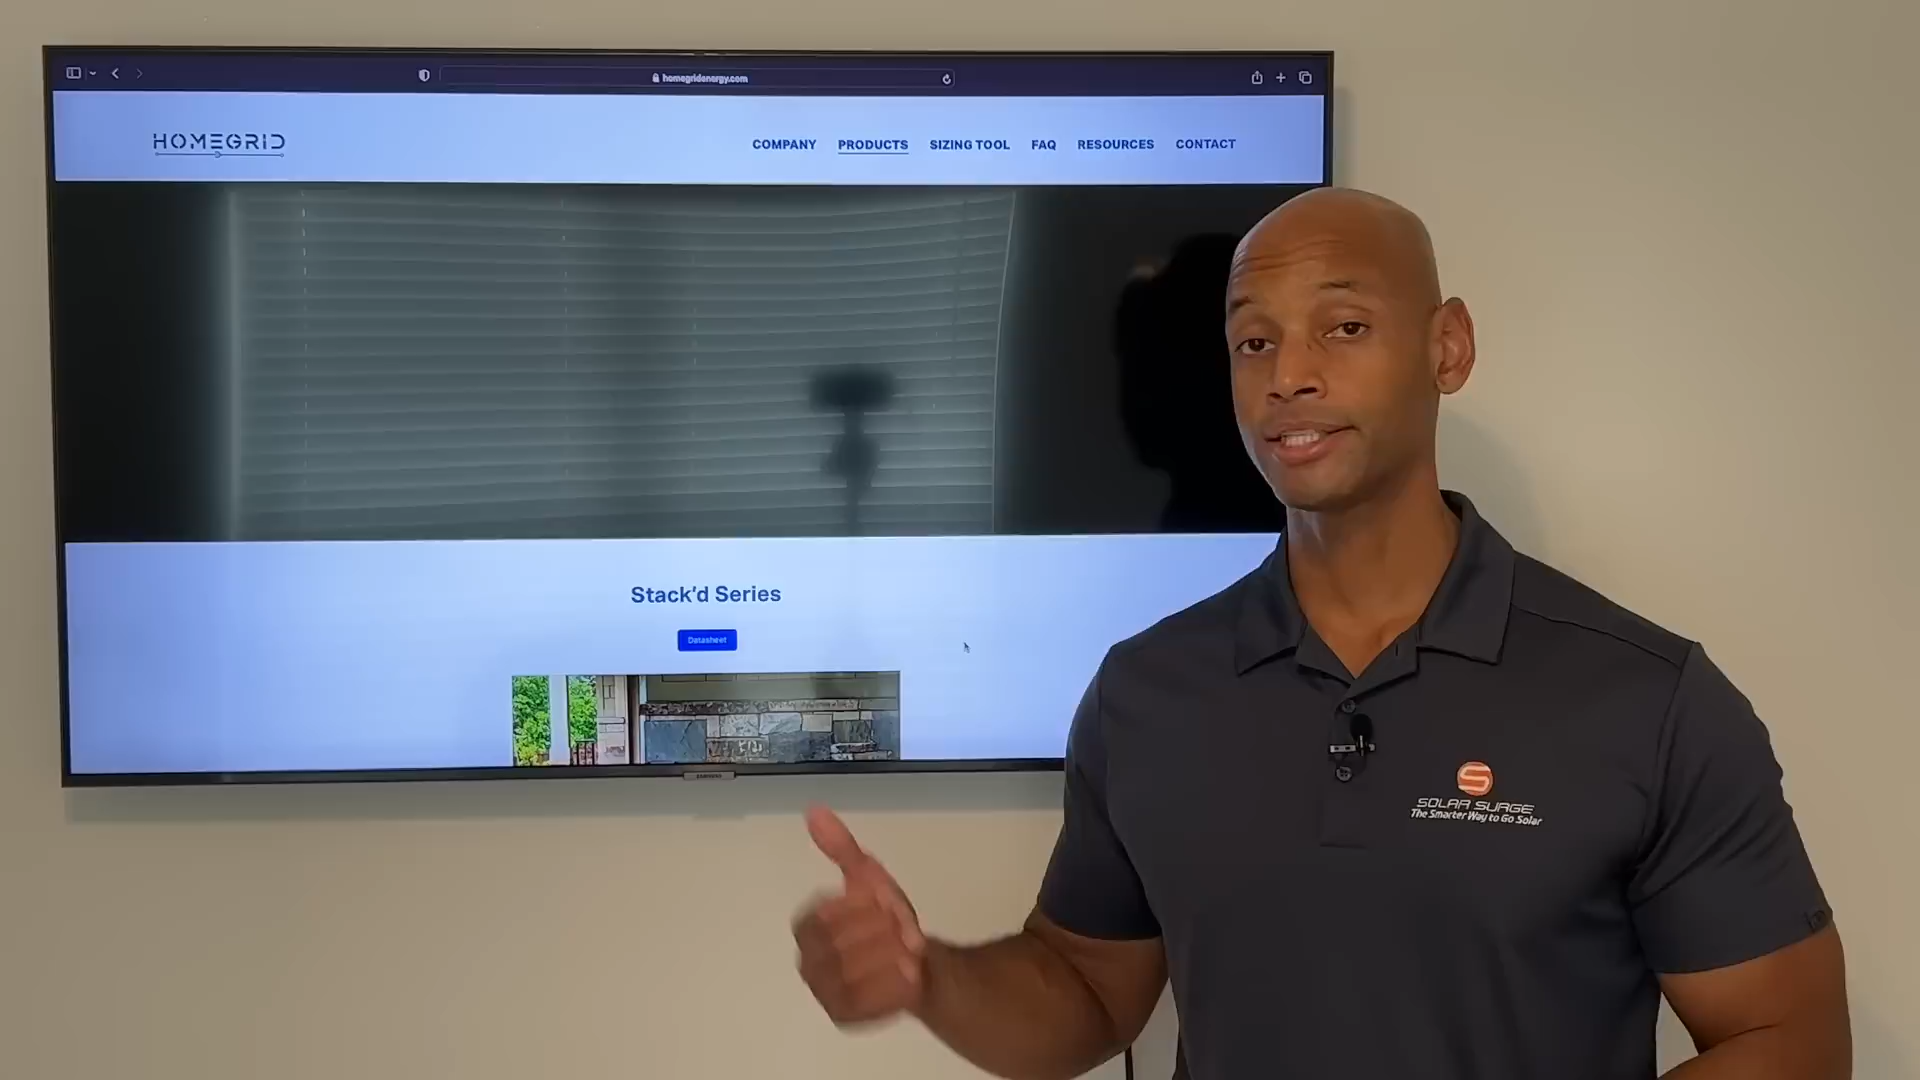 homegridenergy.com
HOMEGRID
COMPANY PRODUCTS SIZING TOOL FAQ RESOURCES CONTACT
Stack'd Series
Datasheet
SAMSUNG
SOLAR SURGE
The Smarter Way to Go Solar